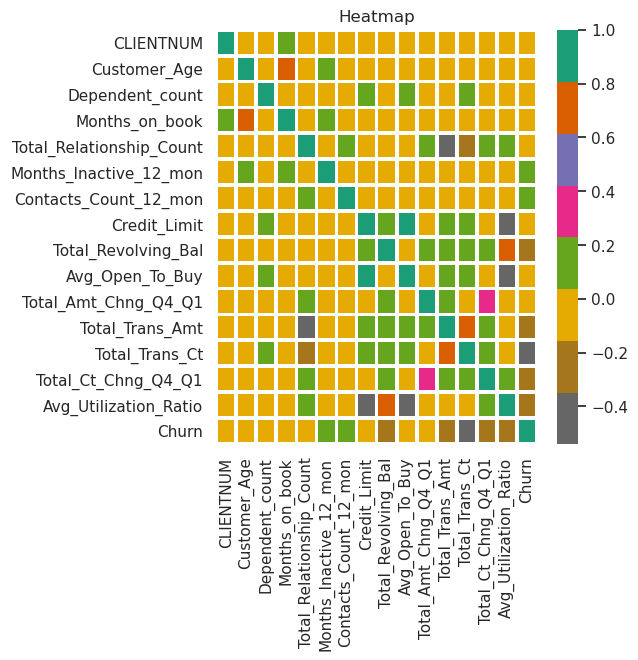 Heatmap
CLIENTNUM
Customer_Age
Dependent_count
Months_on_book
Total_Relationship_Count
Months_Inactive_12_mon
Contacts_Count_12_mon
Credit_Limit
Total_Revolving_Bal
Avg_Open_To_Buy
Total_Amt_Chng_Q4_Q1
Total_Trans_Amt
Total_Trans_Ct
Total_Ct_Chng_Q4_Q1
Avg_Utilization_Ratio
Churn
CLIENTNUM
Customer_Age
Dependent_count
Months_on_book
Total_Relationship_Count
Months_Inactive_12_mon
Contacts_Count_12_mon
Credit_Limit
Total_Revolving_Bal
Avg_Open_To_Buy
Total_Amt_Chng_Q4_Q1
Total_Trans_Amt
Total_Trans_Ct
Total_Ct_Chng_Q4_Q1
Avg_Utilization_Ratio
Churn
1.0
0.8
0.6
0.4
0.2
0.0
−0.2
−0.4